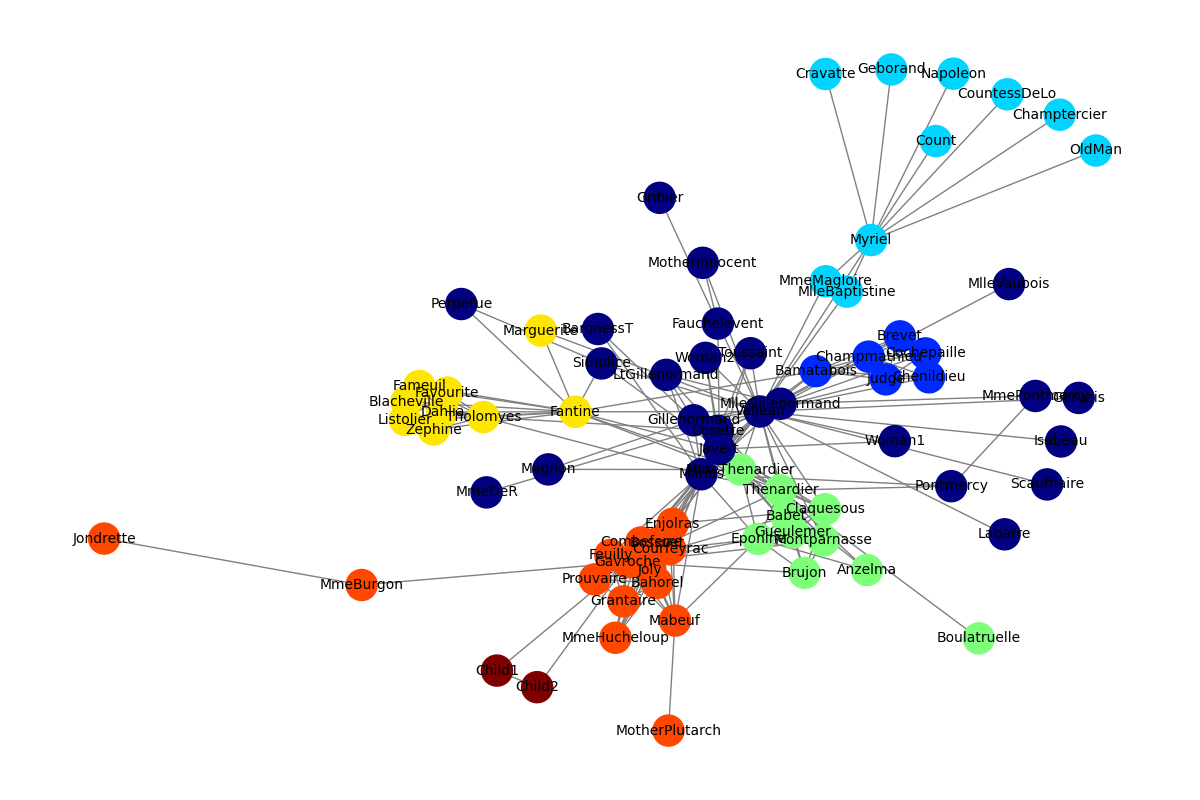 Cravatte
Geborand
Napoleon
CountessDeLo
Champtercier
Count
OldMan
Gribier
Myriel
MotherInnocent
MmeMagloire
MlleBaptistine
MlleVaubois
Perpetue
Marguerite
BaronessT
Fauchelevent
Brevet
Simplice
Woman2
Toussaint
Champmathieu
Cochepaille
LtGillenormand
Bamatabois
Judge
Chenildieu
Fameuil
Favourite
Blacheville
Dahlia
Listolier
Tholomyes
Zephine
Fantine
MlleGillenormand
Valjean
MmePontmercy
Gervais
Gillenormand
Cosette
Javert
Woman1
Isabeau
Magnon
Marius
MmeThenardier
MmeDeR
Thenardier
Pontmercy
Scaufflaire
Claquesous
Babet
Enjolras
Gueulemer
Labarre
Jondrette
Eponine
Montparnasse
Combeferre
Bossuet
Courfeyrac
Feuilly
Gavroche
Joly
Anzelma
Brujon
MmeBurgon
Prouvaire
Bahorel
Grantaire
Mabeuf
MmeHucheloup
Boulatruelle
Child1
Child2
MotherPlutarch